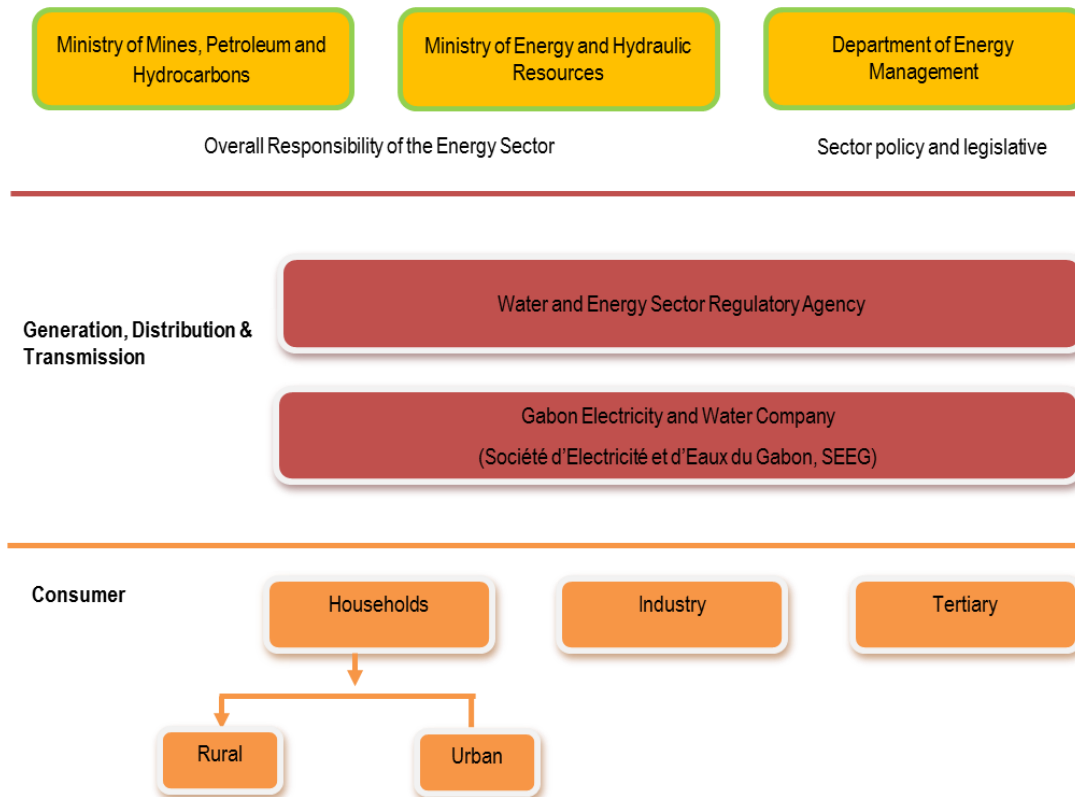 Ministry of Mines, Petroleum and
Hydrocarbons
Ministry of Energy and Hydraulic
Resources
Department of Energy
Management
Overall Responsibility of the Energy Sector
Sector policy and legislative
Generation, Distribution &
Transmission
Water and Energy Sector Regulatory Agency
Gabon Electricity and Water Company
(Société d'Electricité et d'Eaux du Gabon, SEEG)
Consumer
Households
Industry
Tertiary
Rural
Urban